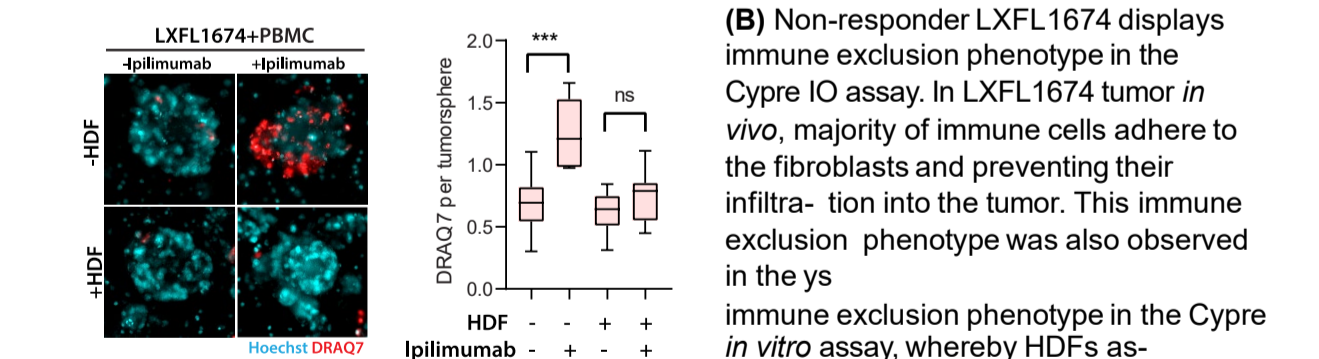 LXFL1674+PBMC
-Ipilimumab +Ipilimumab
-HDF
+HDF
Hoechst DRAQ7
DRAQ7 per tumorsphere
2.0
1.5
1.0
0.5
0.0
***
ns
HDF - - + +
Ipilimumab - + - +
(B) Non-responder LXFL1674 displays
immune exclusion phenotype in the
Cypre IO assay. In LXFL1674 tumor in
vivo, majority of immune cells adhere to
the fibroblasts and preventing their
infiltra- tion into the tumor. This immune
exclusion phenotype was also observed
in the ys
immune exclusion phenotype in the Cypre
in vitro assay, whereby HDFs as-